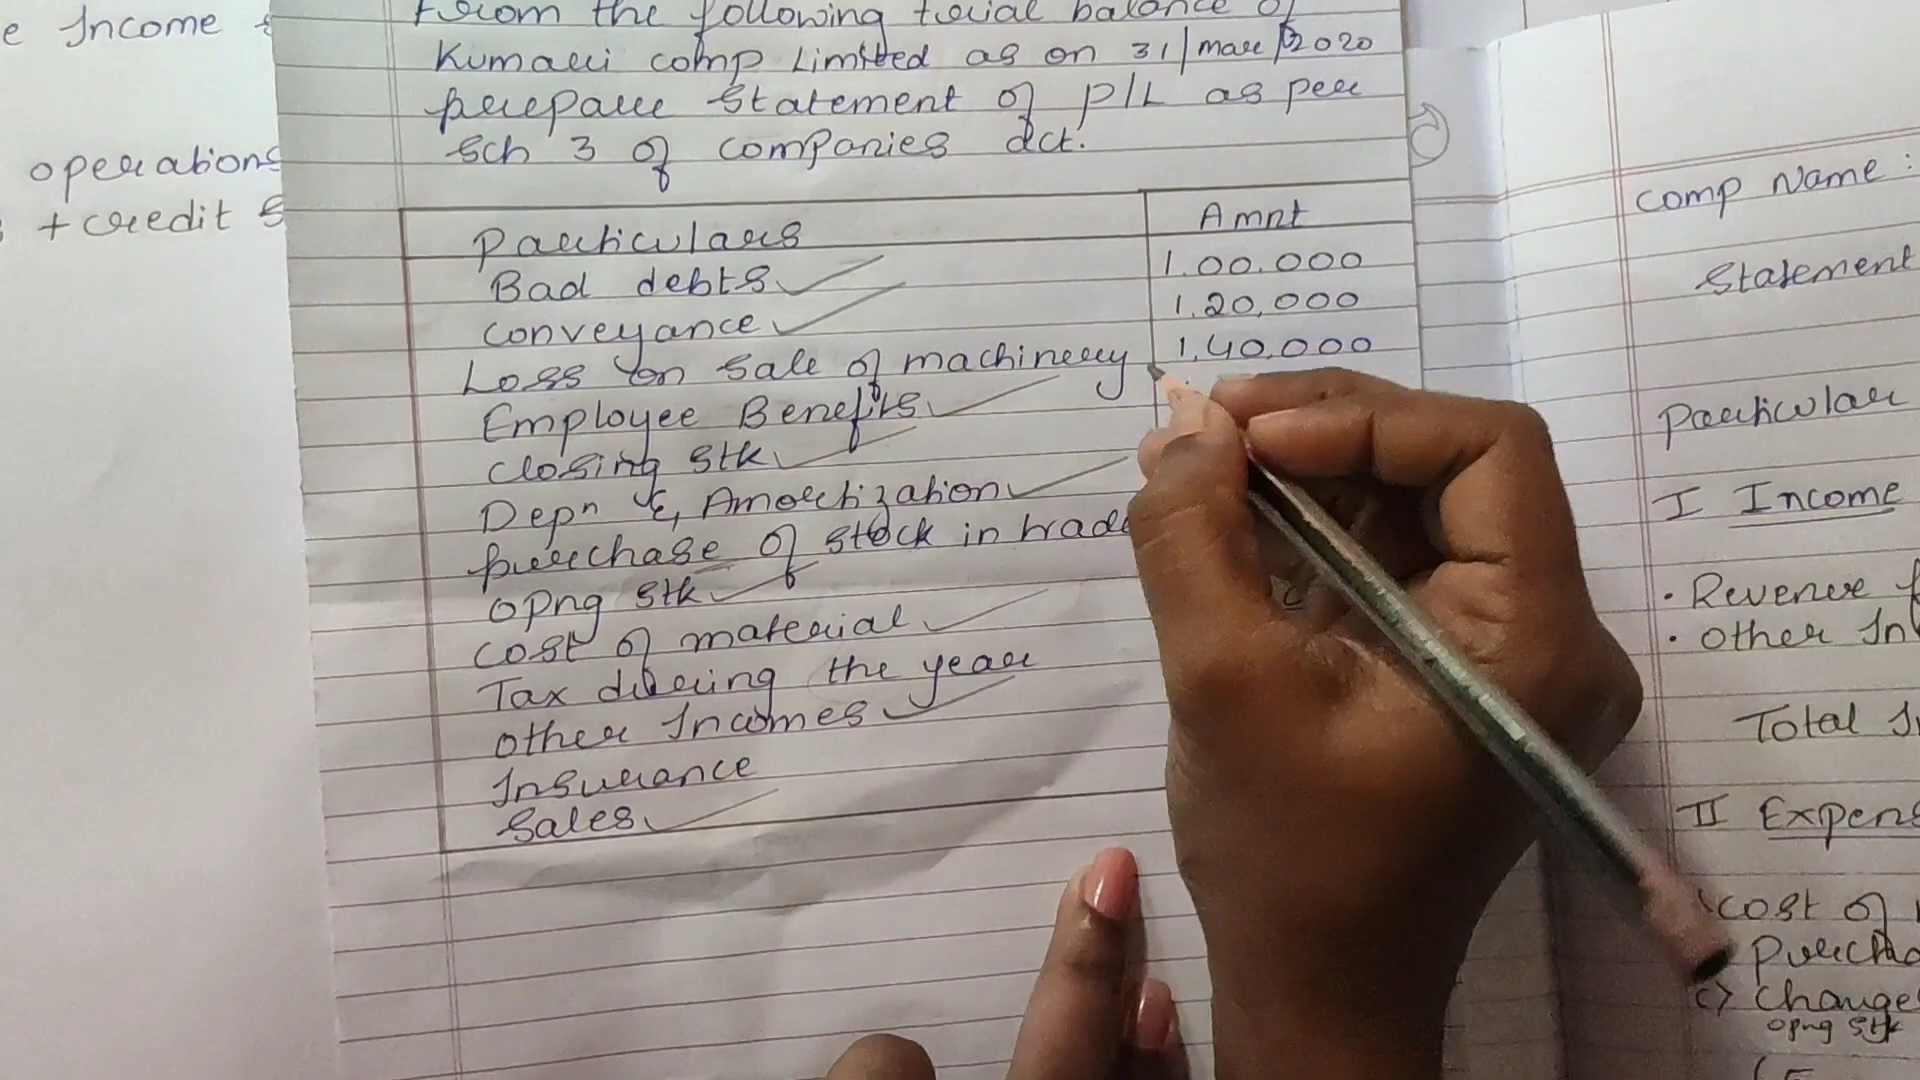 e Income
operations
+ credit S
From the following trial balance of
Kumari comp Limited as on 31/mar/2020
prepare statement of P/L as per
Sch 3 of companies Act.
Particulars Amnt
Bad debts 1.00.000
conveyance 1,20,000
Loss on Sale of machinery 1,40,000
Employee Benefits
closing stk
Depn & Amortization
purchase of stock in trade
opng stk
cost of material
Tax during the year
other Incomes
Insurance
Sales
comp Name :
Statement
Particular
I Income
• Revenue
• other In
Total I
II Expens
cost of
Purcha
c) change
opng stk